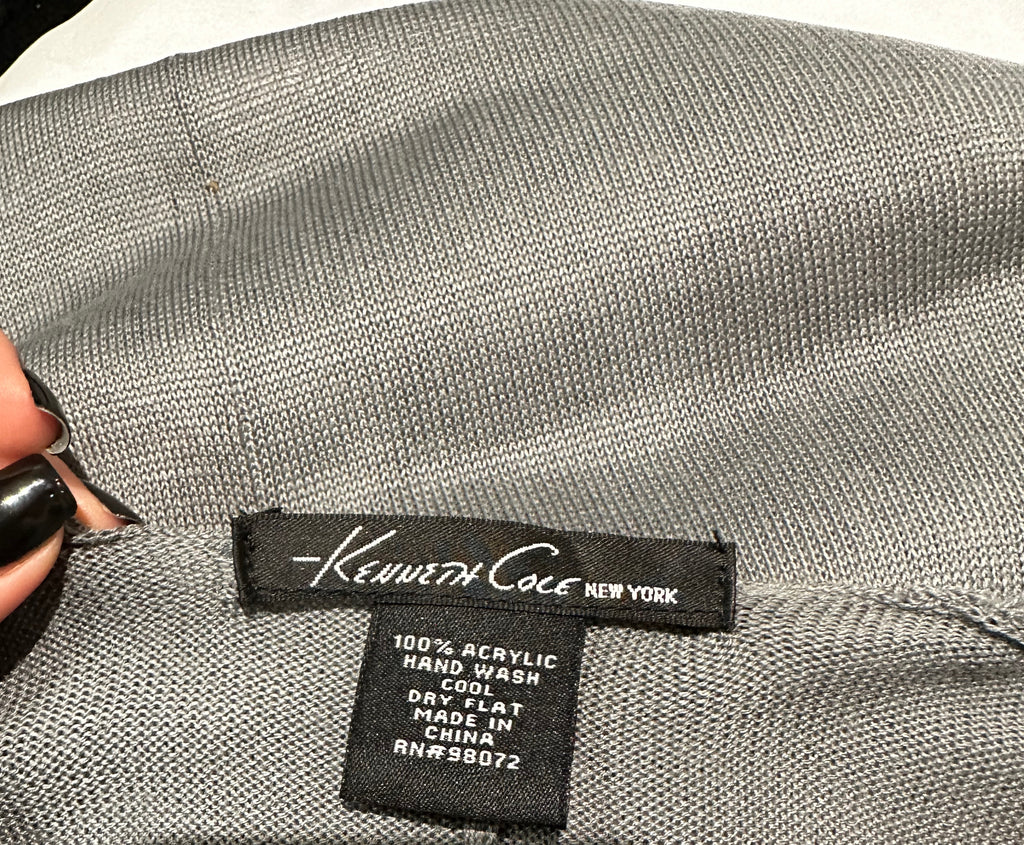 Kenneth Cole NEW YORK
100% ACRYLIC
HAND WASH
COOL
DRY FLAT
MADE IN
CHINA
RN#98072